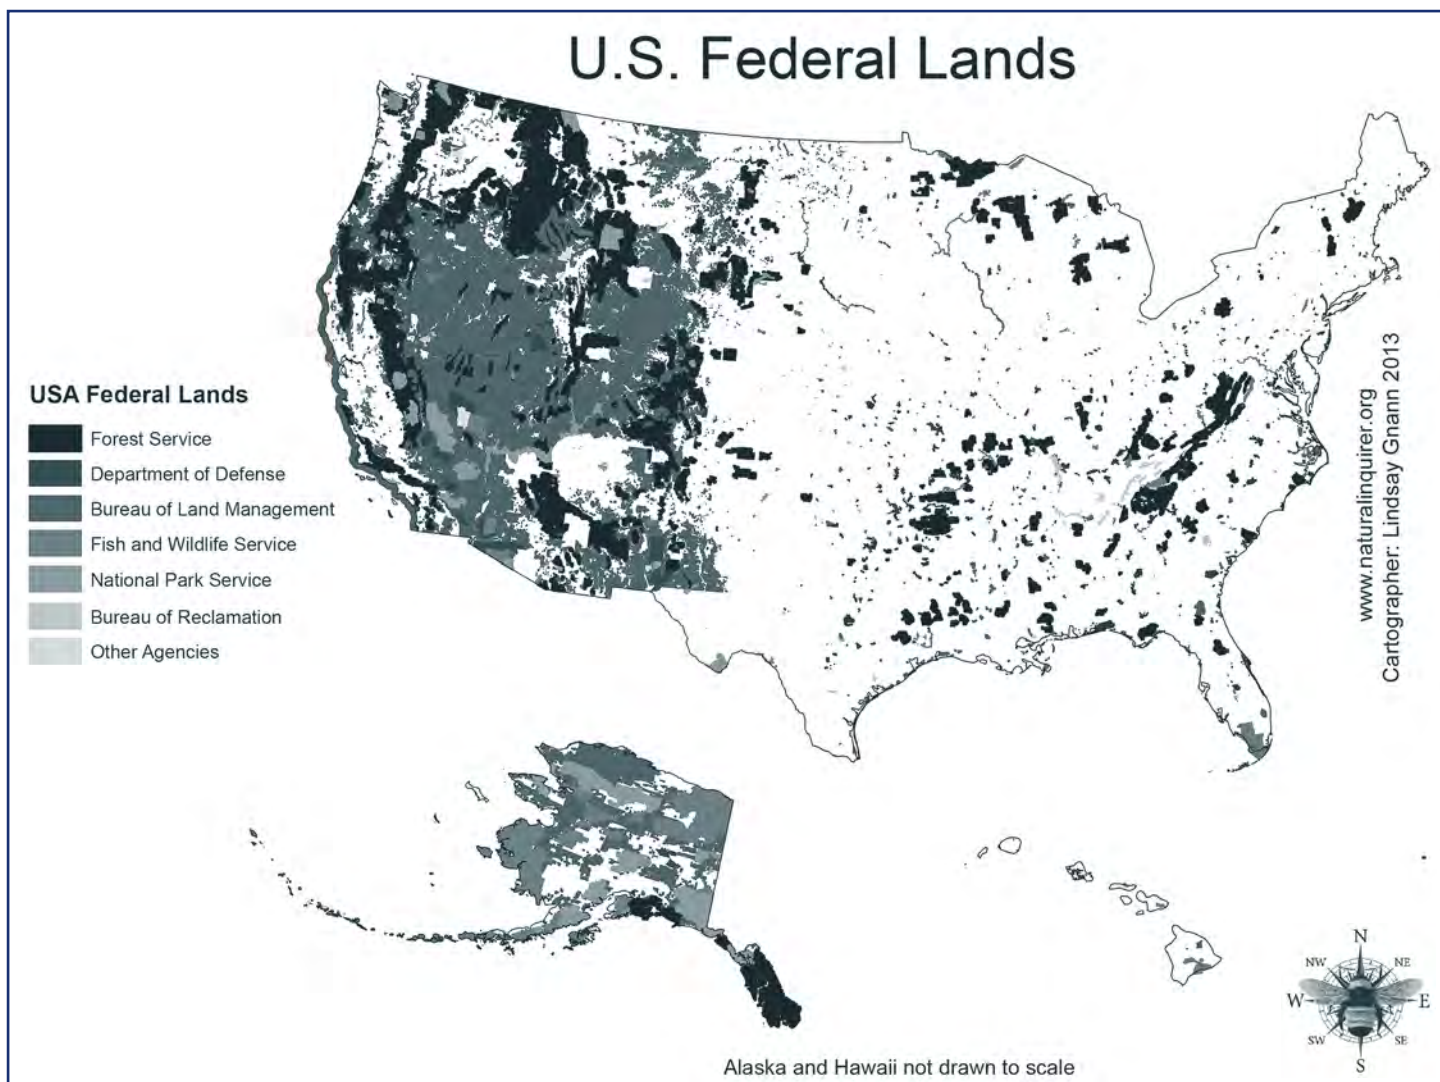 U.S. Federal Lands
USA Federal Lands
Forest Service
Department of Defense
Bureau of Land Management
Fish and Wildlife Service
National Park Service
Bureau of Reclamation
Other Agencies
www.naturalinquirer.org
Cartographer: Lindsay Gnann 2013
N
NW
NE
W
E
SW
SE
S
Alaska and Hawaii not drawn to scale